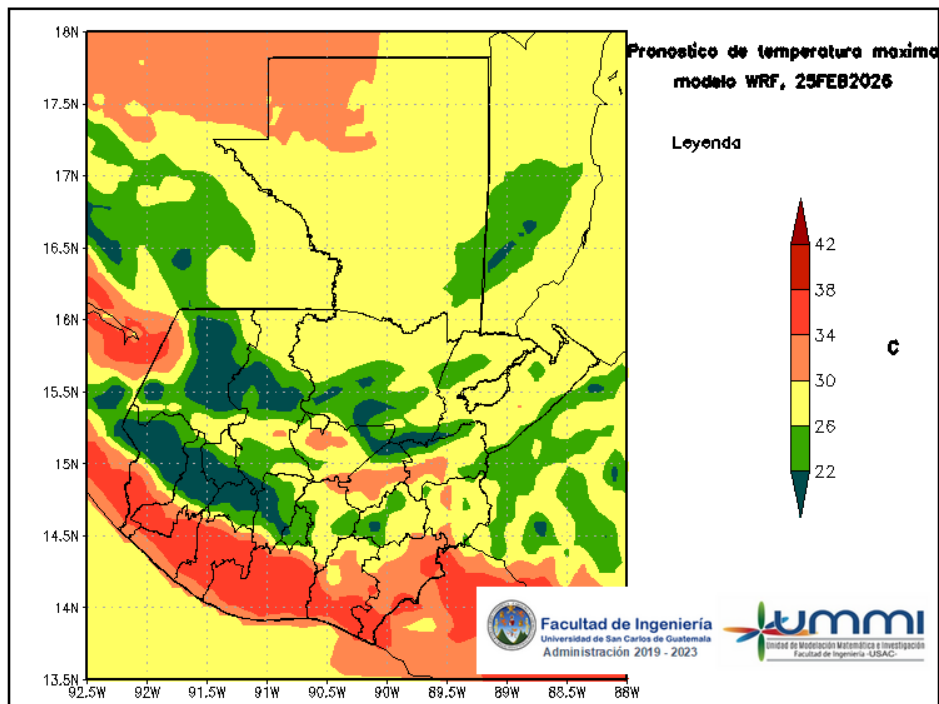 Pronostico de temperatura maxima
modelo WRF, 25FEB2026
Leyenda
42
38
34
30
26
22
C
18N
17.5N
17N
16.5N
16N
15.5N
15N
14.5N
14N
13.5N
92.5W
92W
91.5W
91W
90.5W
90W
89.5W
89W
88.5W
88W
Facultad de Ingeniería
Universidad de San Carlos de Guatemala
Administración 2019 - 2023
UMMI
Unidad de Modelación Matemática e Investigación
Facultad de Ingeniería -USAC-